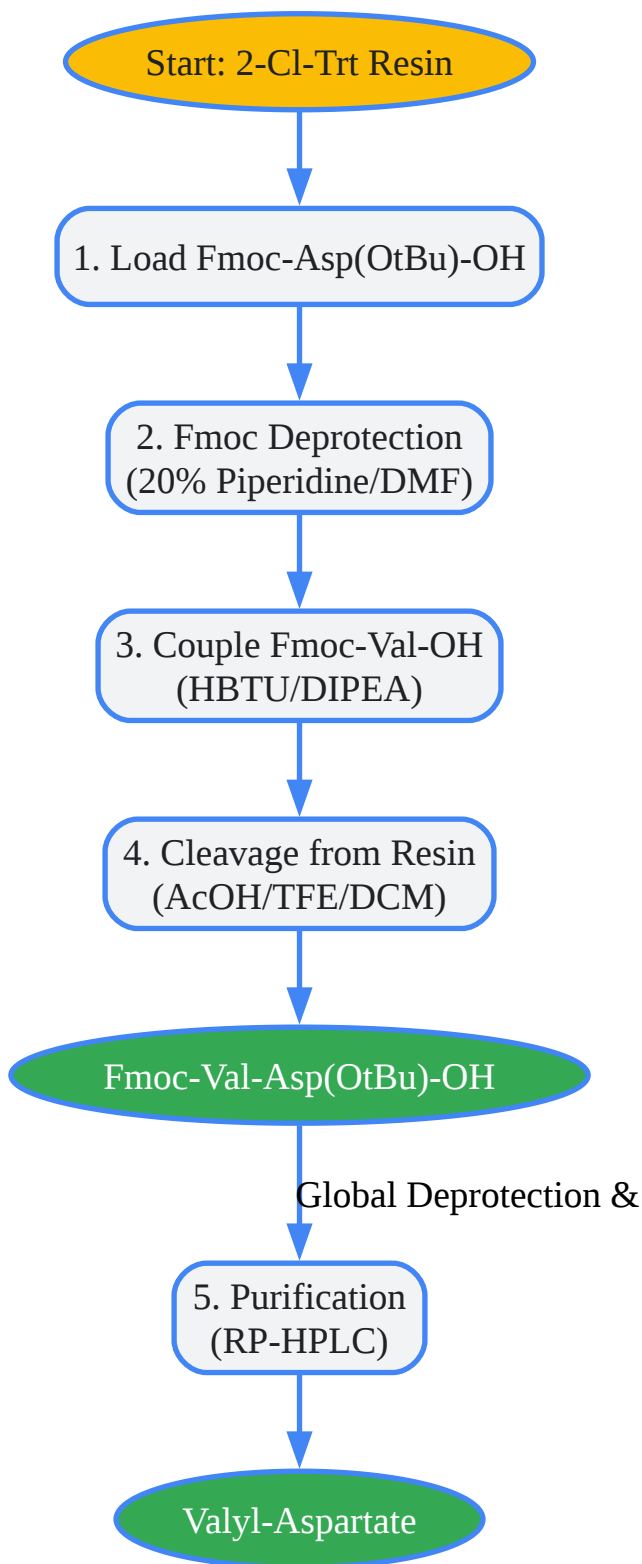 Start: 2-Cl-Trt Resin
1. Load Fmoc-Asp(OtBu)-OH
2. Fmoc Deprotection
(20% Piperidine/DMF)
3. Couple Fmoc-Val-OH
(HBTU/DIPEA)
4. Cleavage from Resin
(AcOH/TFE/DCM)
Fmoc-Val-Asp(OtBu)-OH
Global Deprotection &
5. Purification
(RP-HPLC)
Valyl-Aspartate